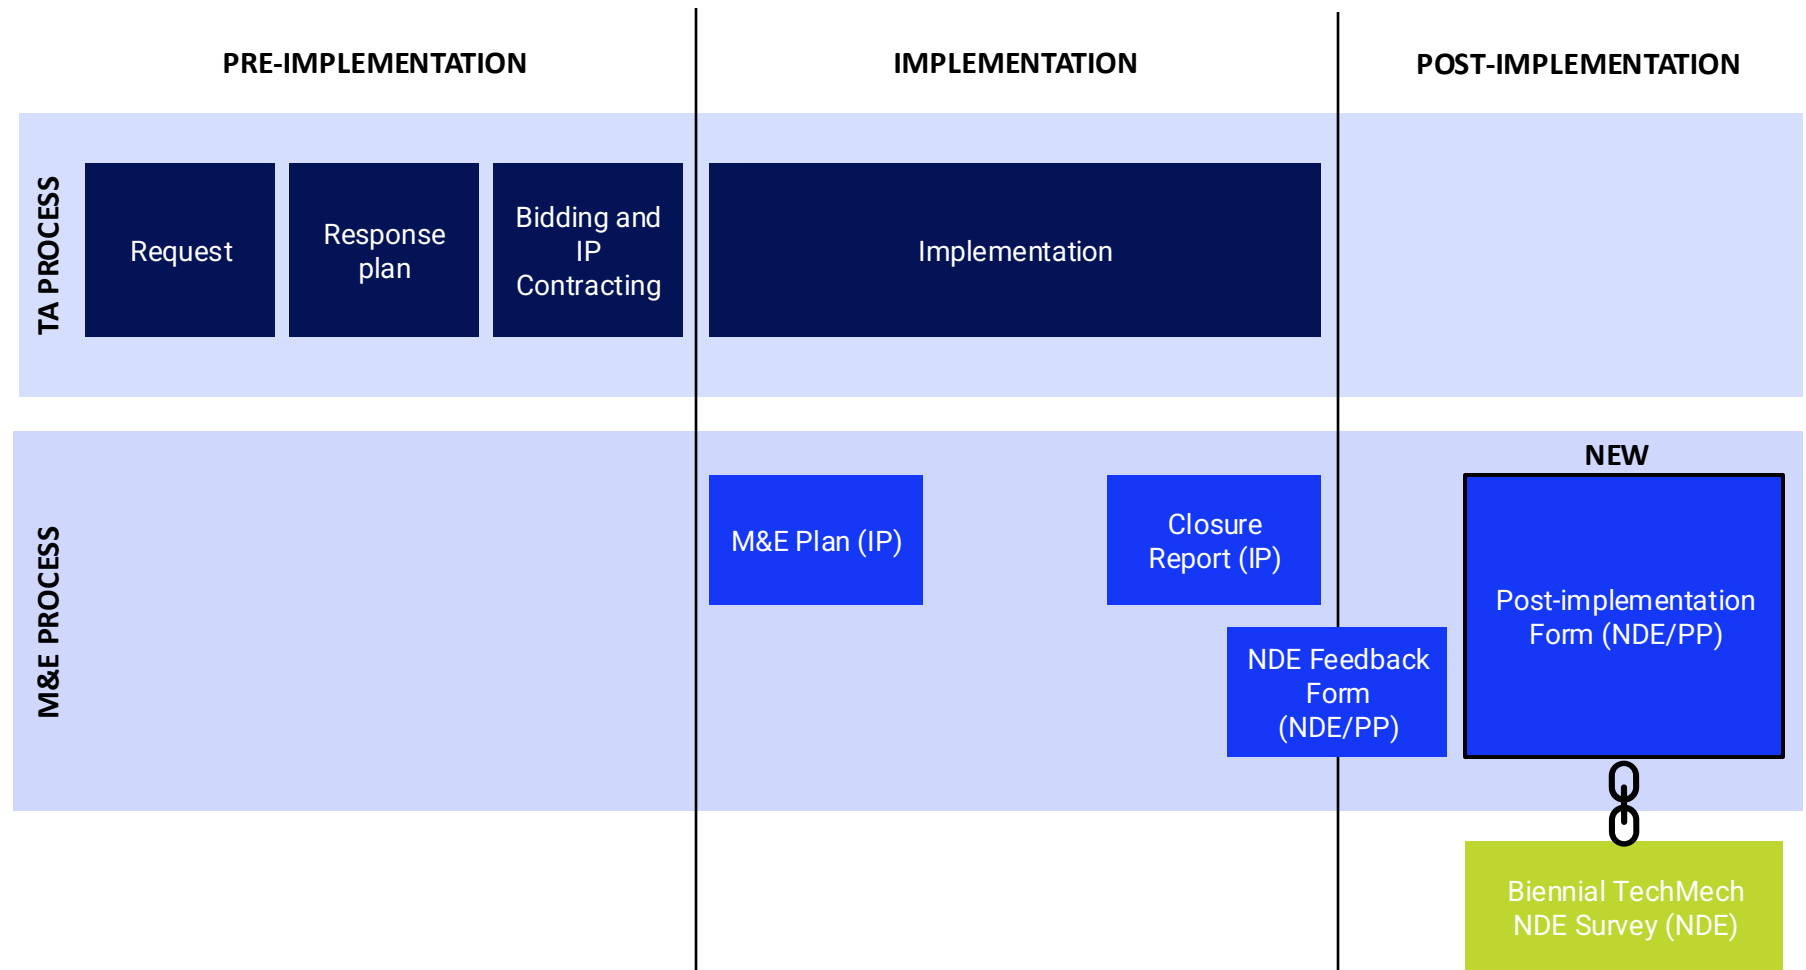 PRE-IMPLEMENTATION
IMPLEMENTATION
POST-IMPLEMENTATION
TA PROCESS
Request
Response
plan
Bidding and
IP
Contracting
Implementation
M&E PROCESS
M&E Plan (IP)
Closure
Report (IP)
NDE Feedback
Form
(NDE/PP)
NEW
Post-implementation
Form (NDE/PP)
Biennial TechMech
NDE Survey (NDE)